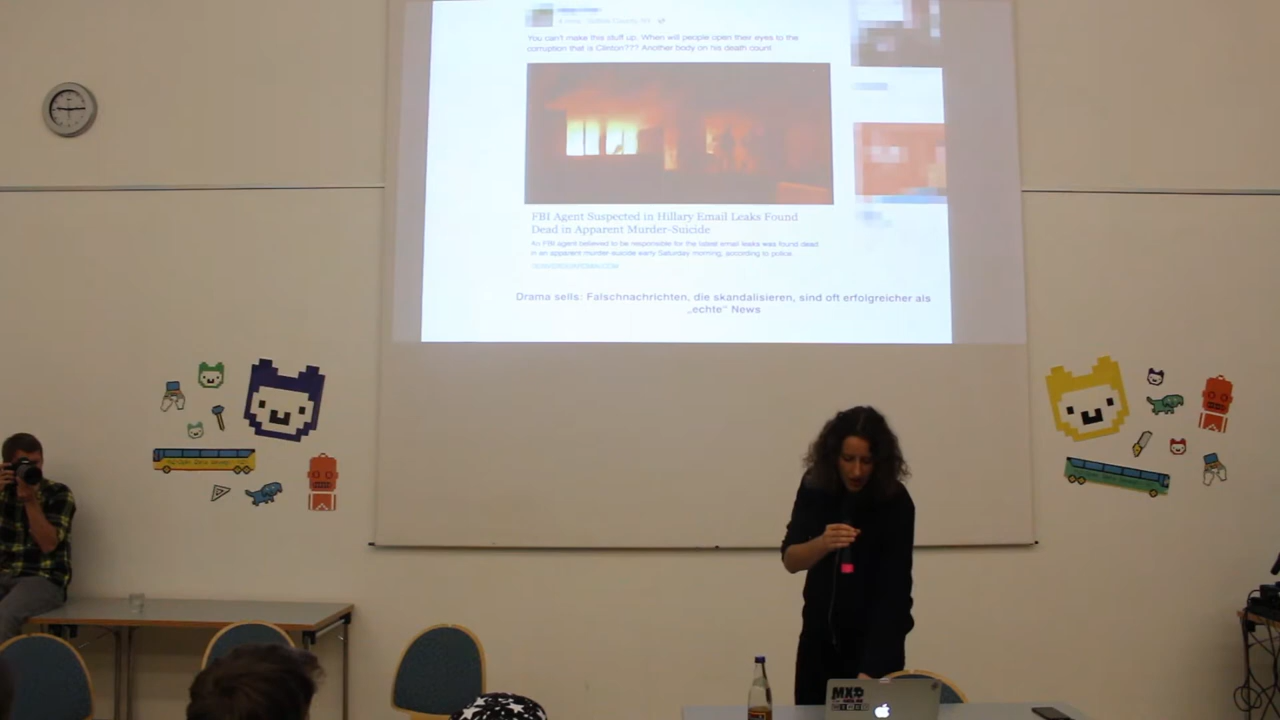 You can't make this stuff up. When will people open their eyes to the
corruption that is Clinton??? Another body on his death count
FBI Agent Suspected in Hillary Email Leaks Found
Dead in Apparent Murder-Suicide
An FBI agent believed to be responsible for the latest email leaks was found dead
in an apparent murder-suicide early Saturday morning, according to police.
Drama sells: Falschnachrichten, die skandalisieren, sind oft erfolgreicher als
„echte“ News